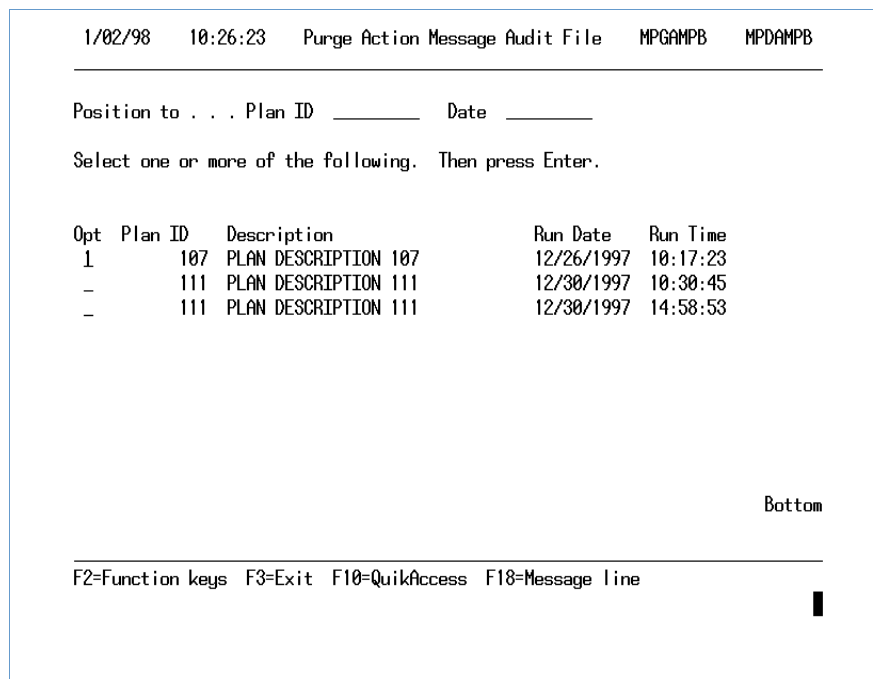 1/02/98 10:26:23 Purge Action Message Audit File MPGAMPB MPDAMPB
Position to . . . Plan ID _________ Date _________
Select one or more of the following. Then press Enter.
Opt Plan ID Description Run Date Run Time
1 107 PLAN DESCRIPTION 107 12/26/1997 10:17:23
_ 111 PLAN DESCRIPTION 111 12/30/1997 10:30:45
_ 111 PLAN DESCRIPTION 111 12/30/1997 14:58:53
Bottom
F2=Function keys F3=Exit F10=QuikAccess F18=Message line